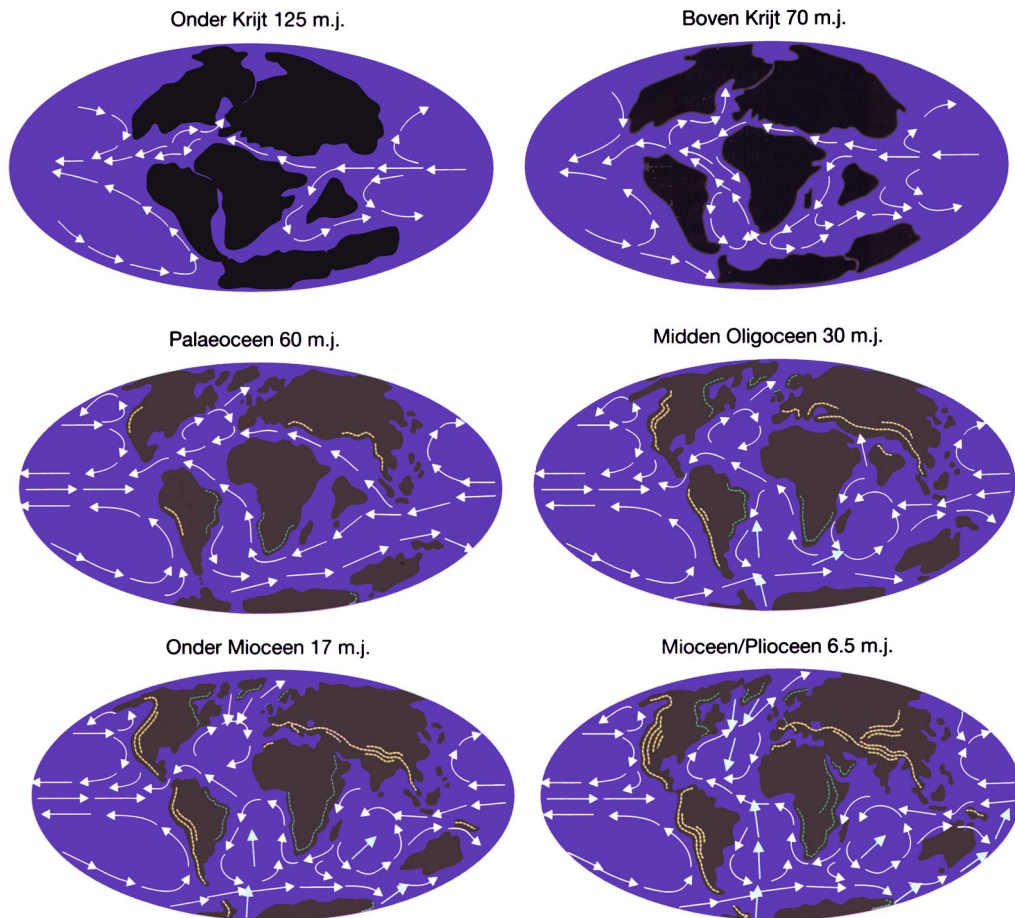 Onder Krijt 125 m.j.
Boven Krijt 70 m.j.
Palaeoceen 60 m.j.
Midden Oligoceen 30 m.j.
Onder Mioceen 17 m.j.
Mioceen/Plioceen 6.5 m.j.